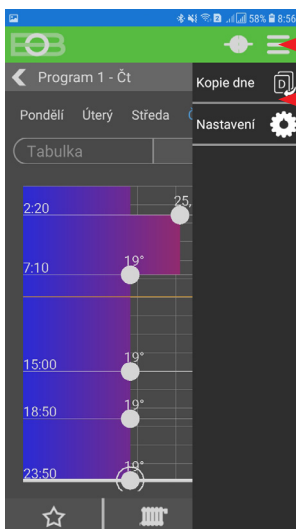 58% 8:56
EOB
Program 1 - Čt
Kopie dne
D
Pondělí Úterý Středa
Nastavení
Tabulka
2:20
25,
7:10
19°
15:00
19°
18:50
19°
23:50
19°